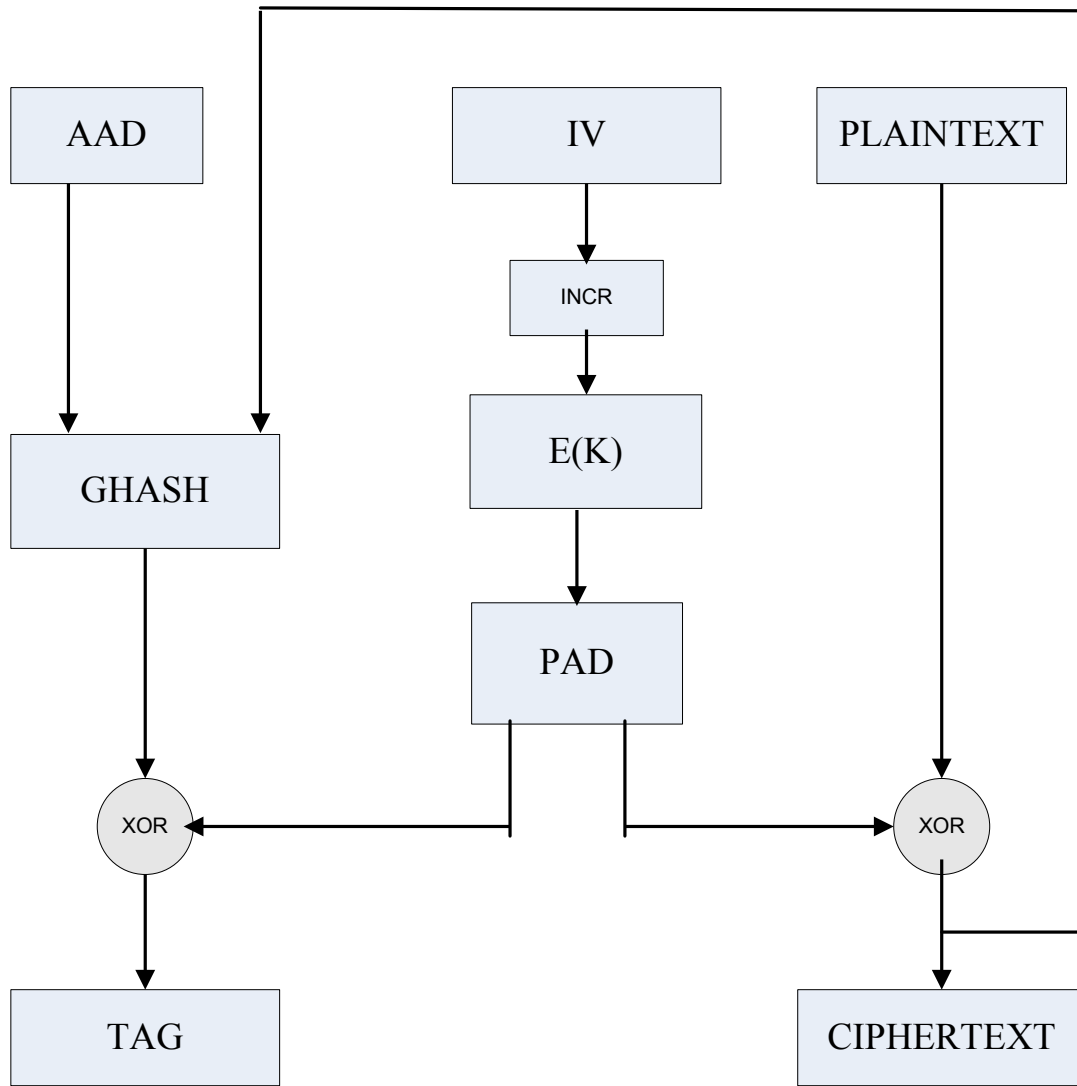 AAD
IV
PLAINTEXT
INCR
E(K)
GHASH
PAD
XOR
XOR
TAG
CIPHERTEXT